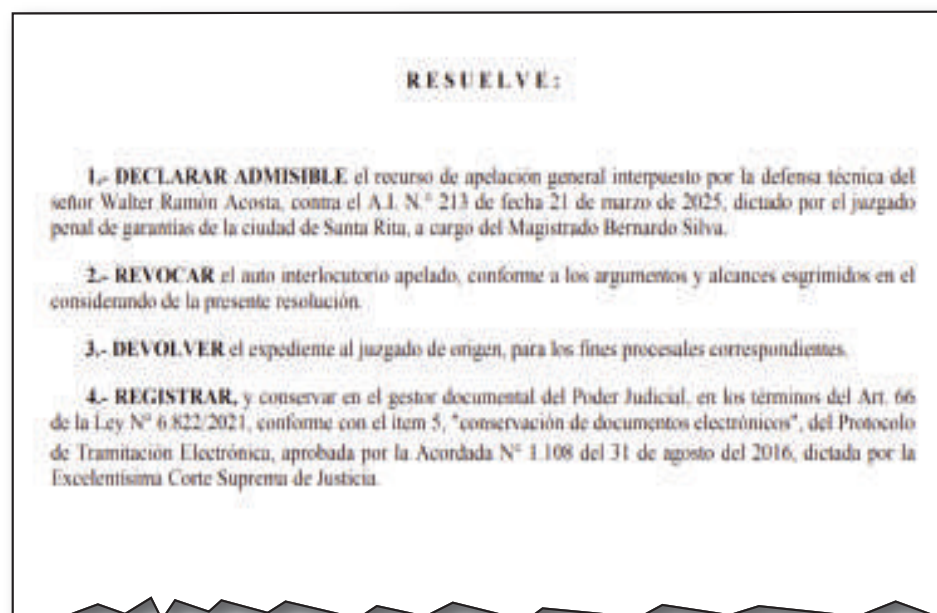 RESUELVE:
1.- DECLARAR ADMISIBLE el recurso de apelación general interpuesto por la defensa técnica del
señor Walter Ramón Acosta, contra el A.I. N.° 213 de fecha 21 de marzo de 2025, dictado por el juzgado
penal de garantías de la ciudad de Santa Rita, a cargo del Magistrado Bernardo Silva.
2.- REVOCAR el auto interlocutorio apelado, conforme a los argumentos y alcances esgrimidos en el
considerando de la presente resolución.
3.- DEVOLVER el expediente al juzgado de origen, para los fines procesales correspondientes.
4.- REGISTRAR, y conservar en el gestor documental del Poder Judicial, en los términos del Art. 66
de la Ley N° 6.822/2021, conforme con el ítem 5, "conservación de documentos electrónicos", del Protocolo
de Tramitación Electrónica, aprobada por la Acordada N° 1.108 del 31 de agosto del 2016, dictada por la
Excelentísima Corte Suprema de Justicia.